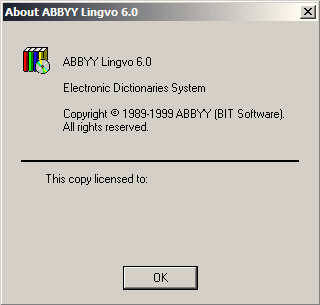 About ABBYY Lingvo 6.0
ABBYY Lingvo 6.0
Electronic Dictionaries System
Copyright © 1989-1999 ABBYY (BIT Software).
All rights reserved.
This copy licensed to:
OK